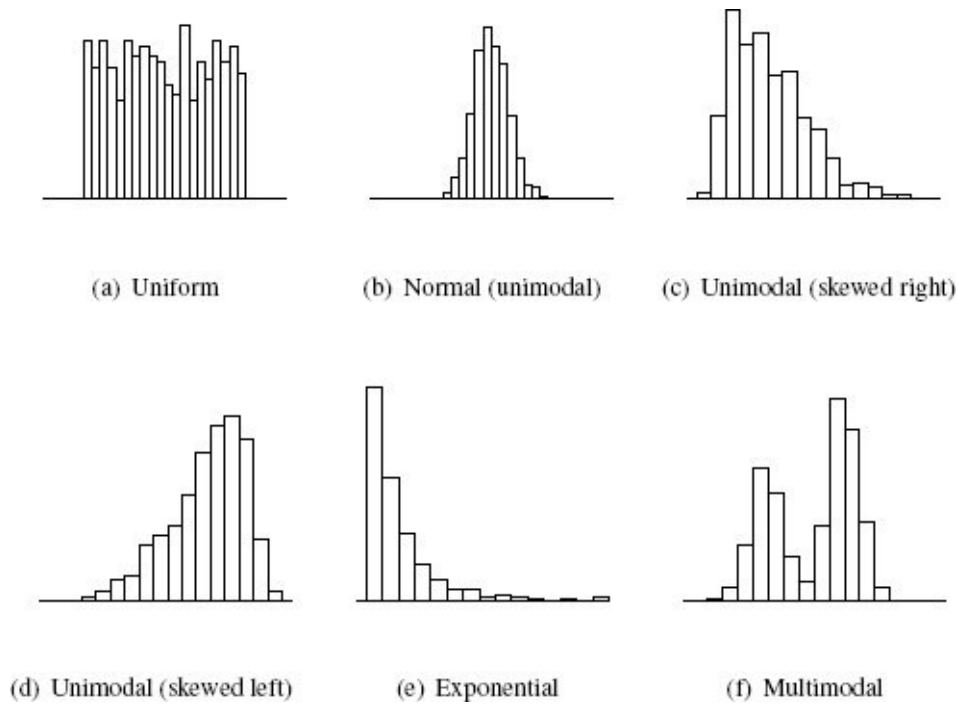 (a) Uniform
(b) Normal (unimodal)
(c) Unimodal (skewed right)
(d) Unimodal (skewed left)
(e) Exponential
(f) Multimodal